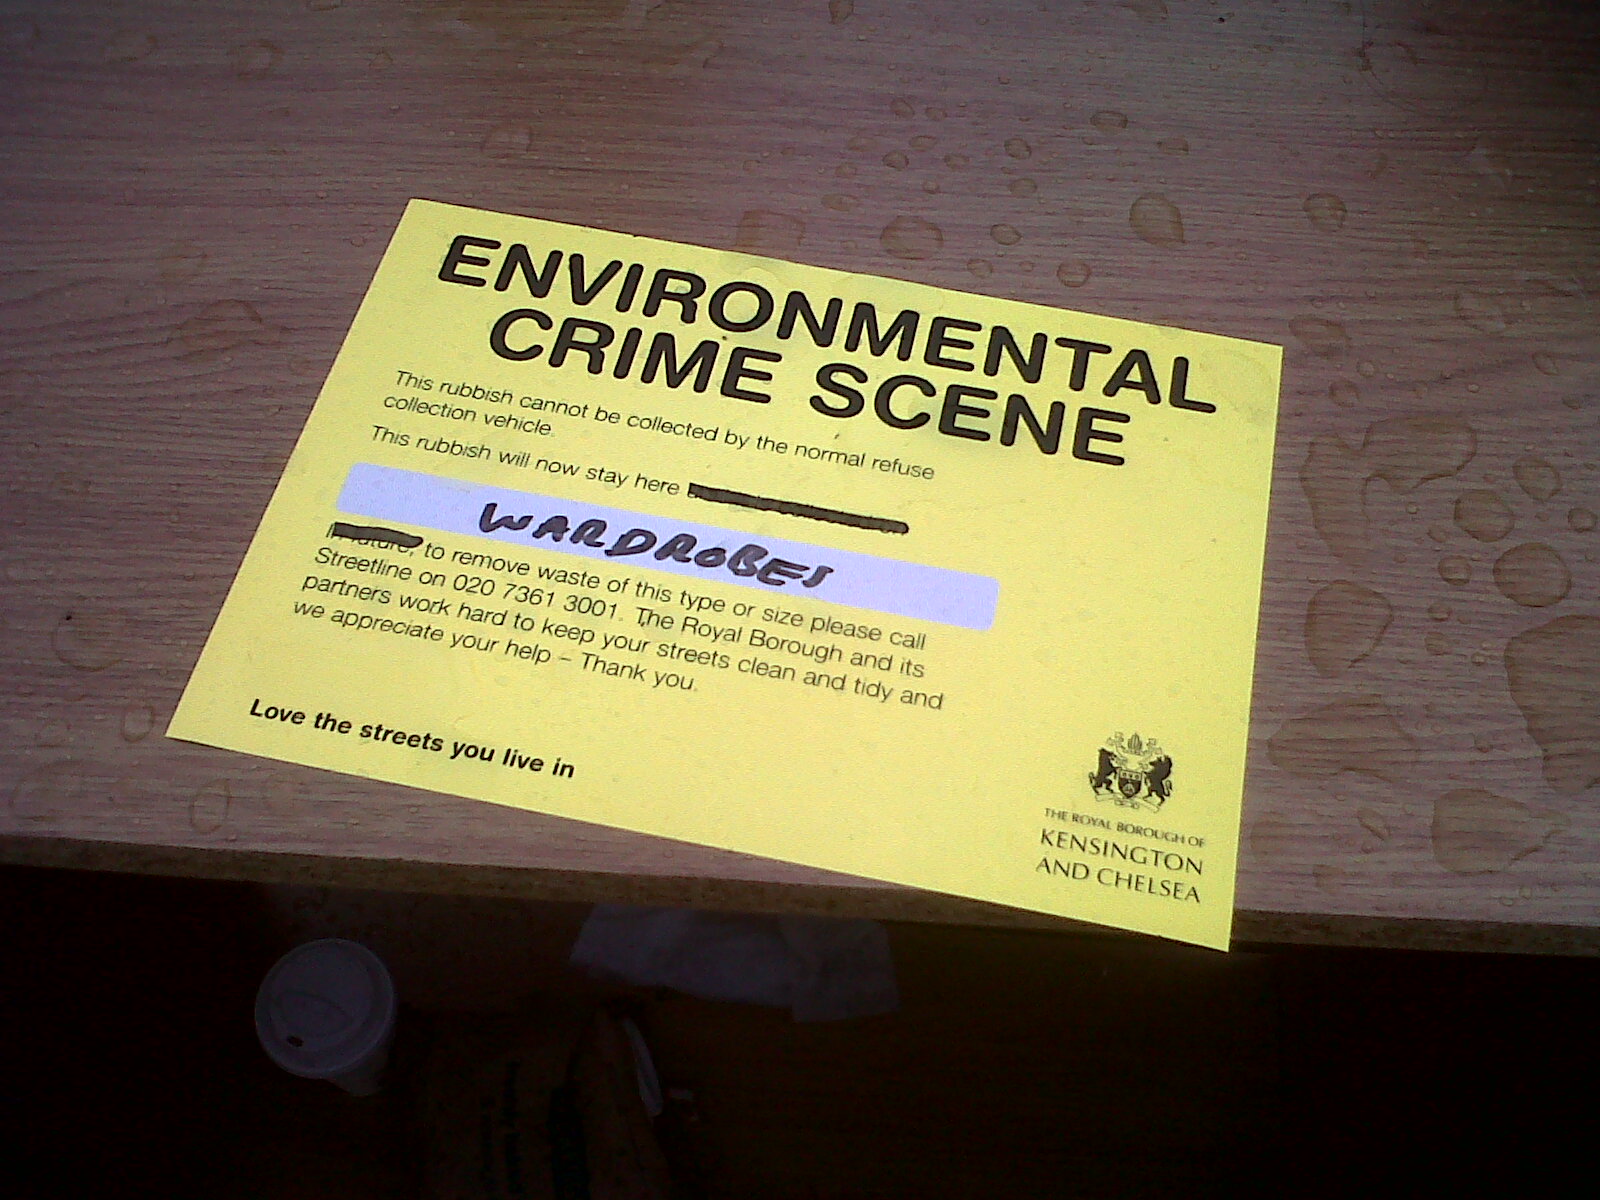 ENVIRONMENTAL
CRIME SCENE
This rubbish cannot be collected by the normal refuse
collection vehicle.
This rubbish will now stay here
WARDROBES
In future, to remove waste of this type or size please call
Streetline on 020 7361 3001. The Royal Borough and its
partners work hard to keep your streets clean and tidy and
we appreciate your help – Thank you.
Love the streets you live in
THE ROYAL BOROUGH OF
KENSINGTON
AND CHELSEA